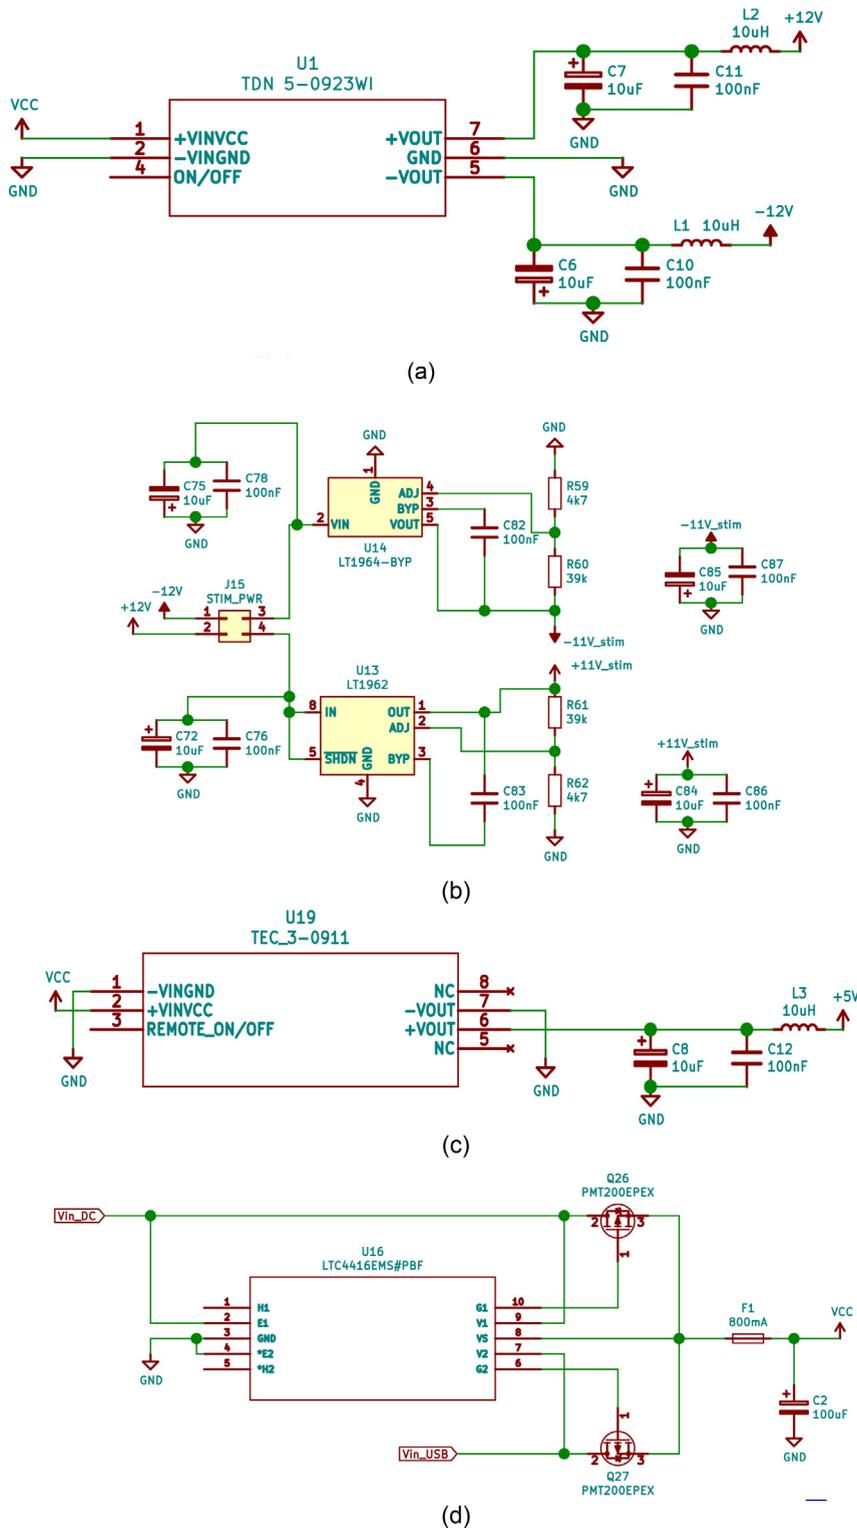 U1
TDN 5-0923WI
VCC
1
+VINVCC
2
-VINGND
4
ON/OFF
GND
+VOUT
7
GND
6
-VOUT
5
GND
L2
10uH
+12V
+
C7
10uF
C11
100nF
GND
L1 10uH
-12V
C6
10uF
+
C10
100nF
GND
(a)
C75
10uF
+
C78
100nF
GND
GND
1
GND
2
VIN
ADJ
4
BYP
3
VOUT
5
U14
LT1964-BYP
C82
100nF
GND
R59
4k7
R60
39k
-11V_stim
-11V_stim
C85
10uF
+
C87
100nF
GND
+12V
-12V
J15
STIM_PWR
1
2
3
4
U13
LT1962
8
IN
5
SHDN
GND
4
GND
OUT
1
ADJ
2
BYP
3
+
C72
10uF
C76
100nF
GND
C83
100nF
+11V_stim
R61
39k
R62
4k7
GND
+11V_stim
+
C84
10uF
C86
100nF
GND
(b)
U19
TEC_3-0911
VCC
1
-VINGND
2
+VINVCC
3
REMOTE_ON/OFF
GND
NC
8
-VOUT
7
+VOUT
6
NC
5
GND
+
C8
10uF
C12
100nF
GND
L3
10uH
+5V
(c)
Q26
PMT200EPEX
2
3
1
Vin_DC
U16
LTC4416EMS#PBF
1
H1
2
E1
3
GND
4
*E2
5
*H2
GND
G1
10
V1
9
VS
8
V2
7
G2
6
F1
800mA
VCC
+
C2
100uF
GND
Vin_USB
1
2
3
Q27
PMT200EPEX
(d)